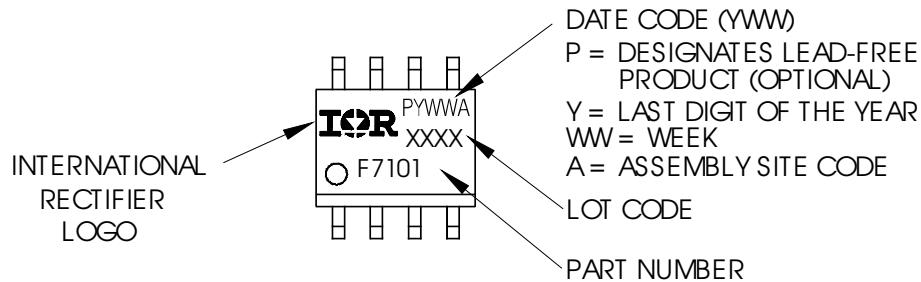 DATE CODE (YWW)
P = DESIGNATES LEAD-FREE
PRODUCT (OPTIONAL)
Y = LAST DIGIT OF THE YEAR
WW = WEEK
A = ASSEMBLY SITE CODE
LOT CODE
PART NUMBER
INTERNATIONAL
RECTIFIER
LOGO
IOR
PYWWA
XXXX
F7101